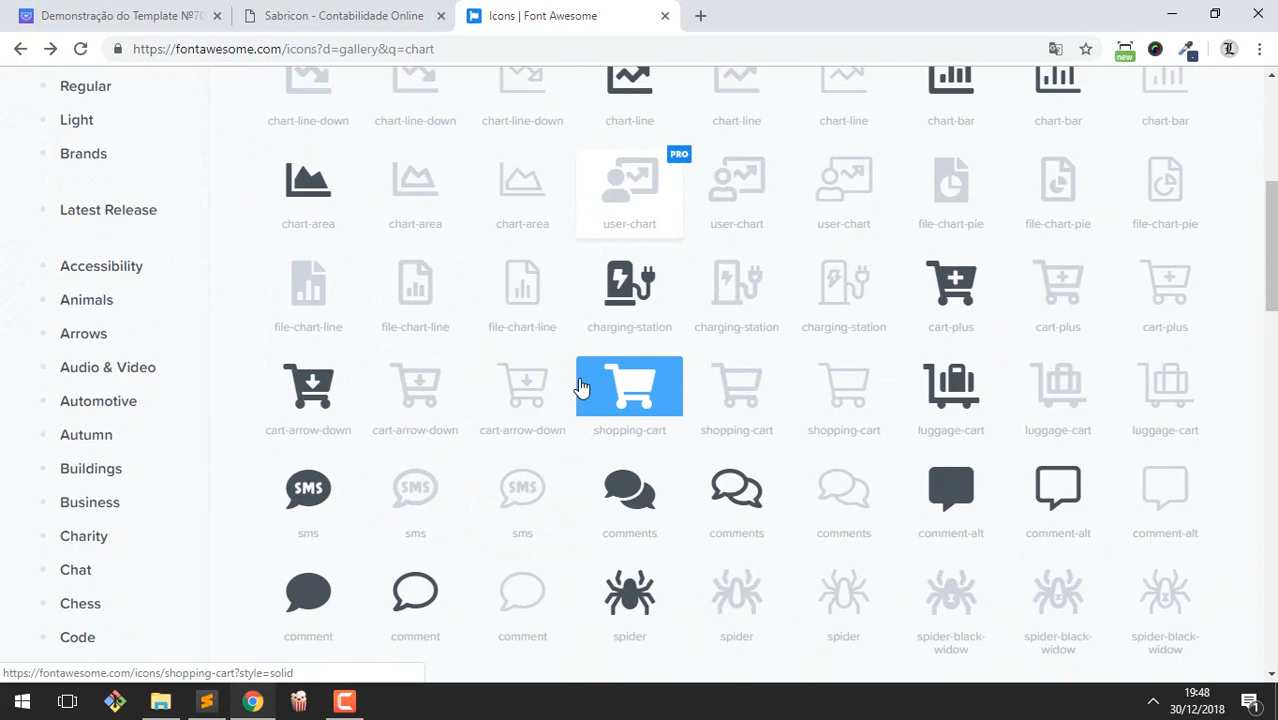 Demonstração do Template Nº70
Sabricon - Contabilidade Online
Icons | Font Awesome
https://fontawesome.com/icons?d=gallery&q=chart
new
Regular
Light
Brands
Latest Release
Accessibility
Animals
Arrows
Audio & Video
Automotive
Autumn
Buildings
Business
Charity
Chat
Chess
Code
chart-line-down chart-line-down chart-line-down chart-line chart-line chart-line chart-bar chart-bar chart-bar
PRO
chart-area chart-area chart-area user-chart user-chart user-chart file-chart-pie file-chart-pie file-chart-pie
file-chart-line file-chart-line file-chart-line charging-station charging-station charging-station cart-plus cart-plus cart-plus
cart-arrow-down cart-arrow-down cart-arrow-down shopping-cart shopping-cart shopping-cart luggage-cart luggage-cart luggage-cart
SMS SMS SMS
sms sms sms comments comments comments comment-alt comment-alt comment-alt
comment comment comment spider spider spider spider-black-widow spider-black-widow spider-black-widow
https://fontawesome.com/icons/shopping-cart?style=solid
19:48
30/12/2018
1